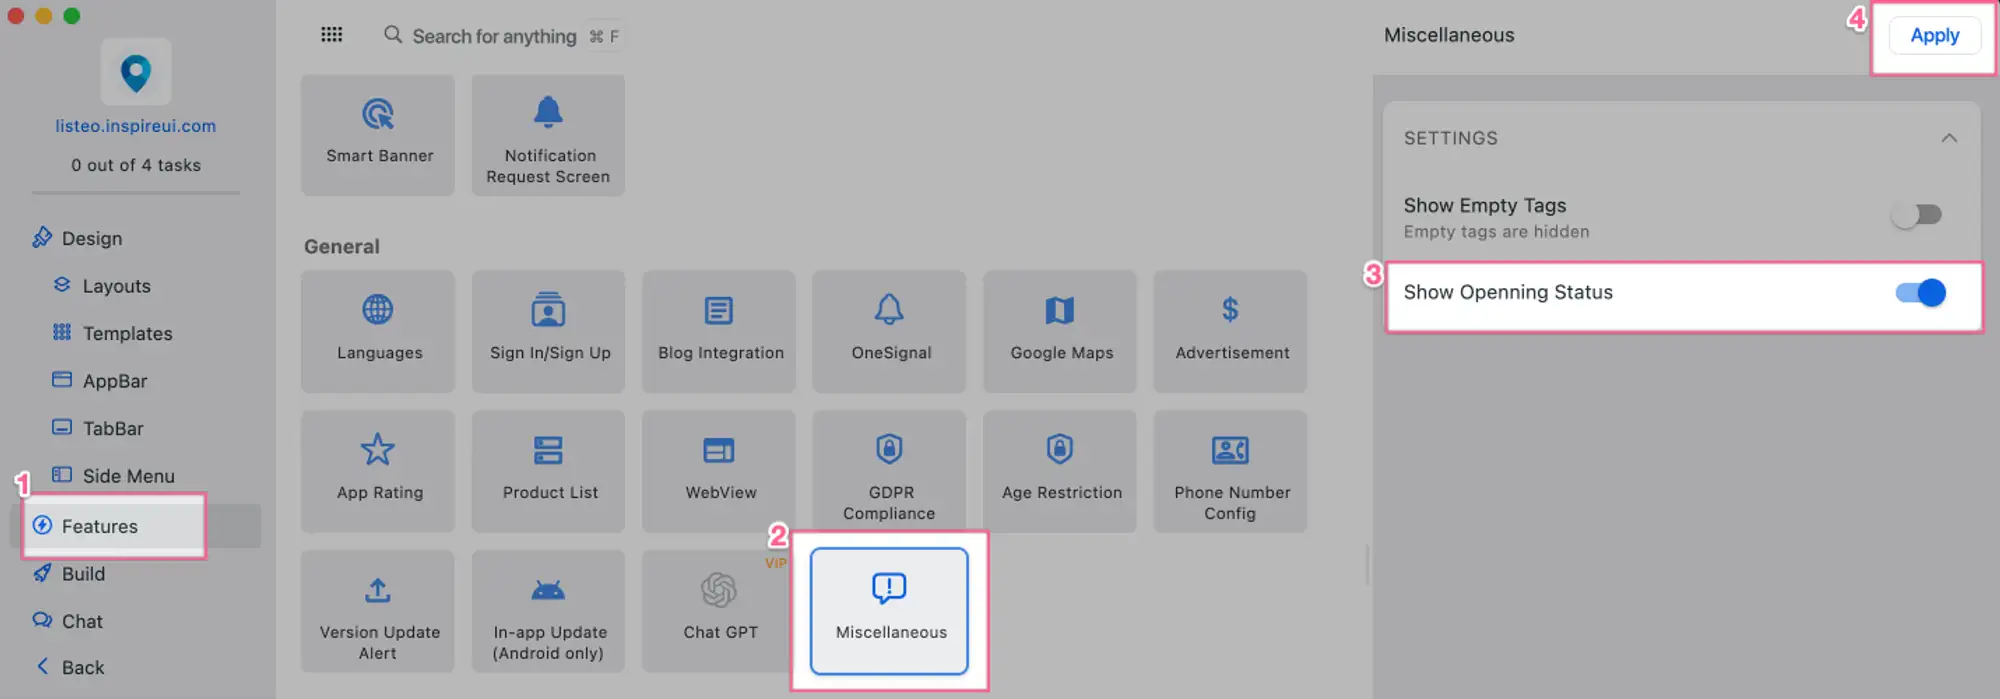 listeo.inspireui.com
0 out of 4 tasks
Design
Layouts
Templates
AppBar
TabBar
Side Menu
1
Features
Build
Chat
Back
Search for anything ⌘ F
Smart Banner
Notification
Request Screen
General
Languages
Sign In/Sign Up
Blog Integration
OneSignal
Google Maps
Advertisement
App Rating
Product List
WebView
GDPR
Compliance
Age Restriction
Phone Number
Config
Version Update
Alert
In-app Update
(Android only)
VIP
Chat GPT
2
Miscellaneous
Miscellaneous
4
Apply
SETTINGS
Show Empty Tags
Empty tags are hidden
3
Show Openning Status